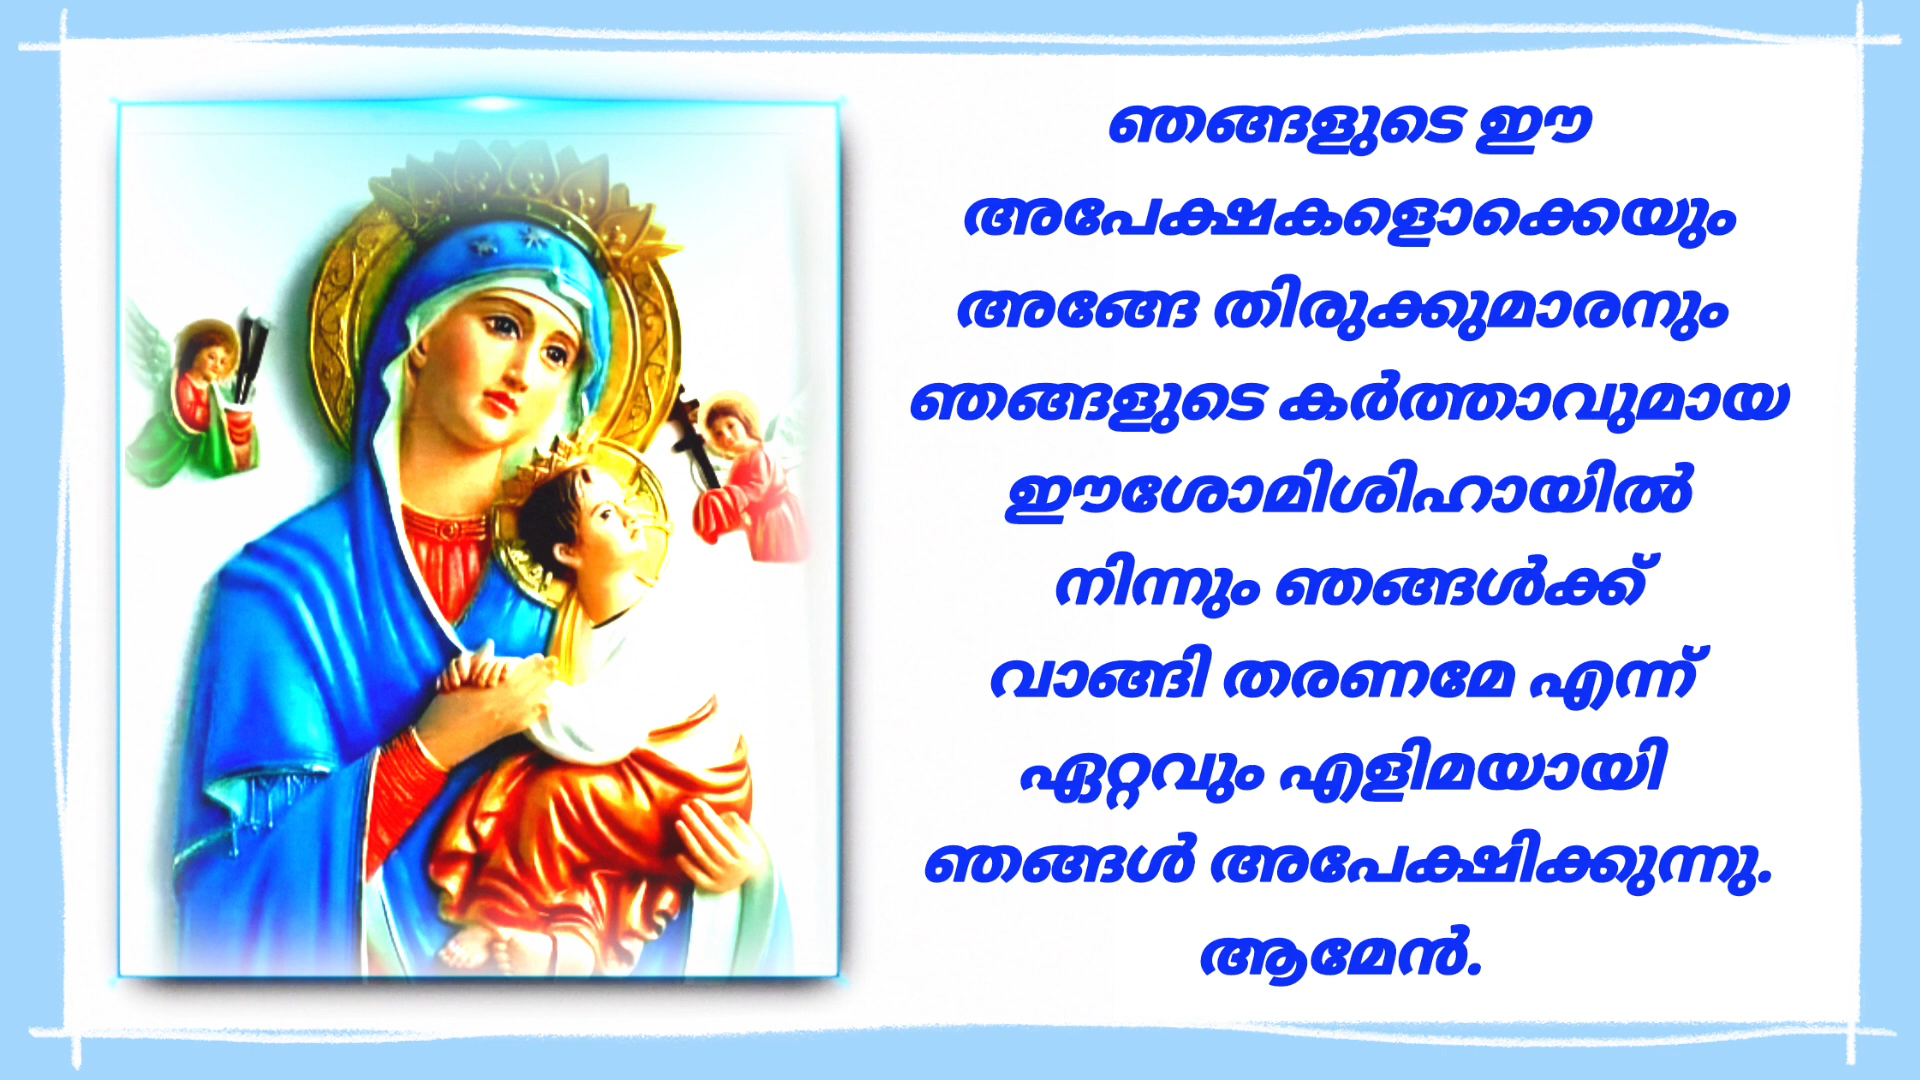 ഞങ്ങളുടെ ഈ
അപേക്ഷകളൊക്കെയും
അങ്ങേ തിരുക്കുമാരനും
ഞങ്ങളുടെ കർത്താവുമായ
ഈശോമിശിഹായിൽ
നിന്നും ഞങ്ങൾക്ക്
വാങ്ങി തരണമേ എന്ന്
ഏറ്റവും എളിമയായി
ഞങ്ങൾ അപേക്ഷിക്കുന്നു.
ആമേൻ.